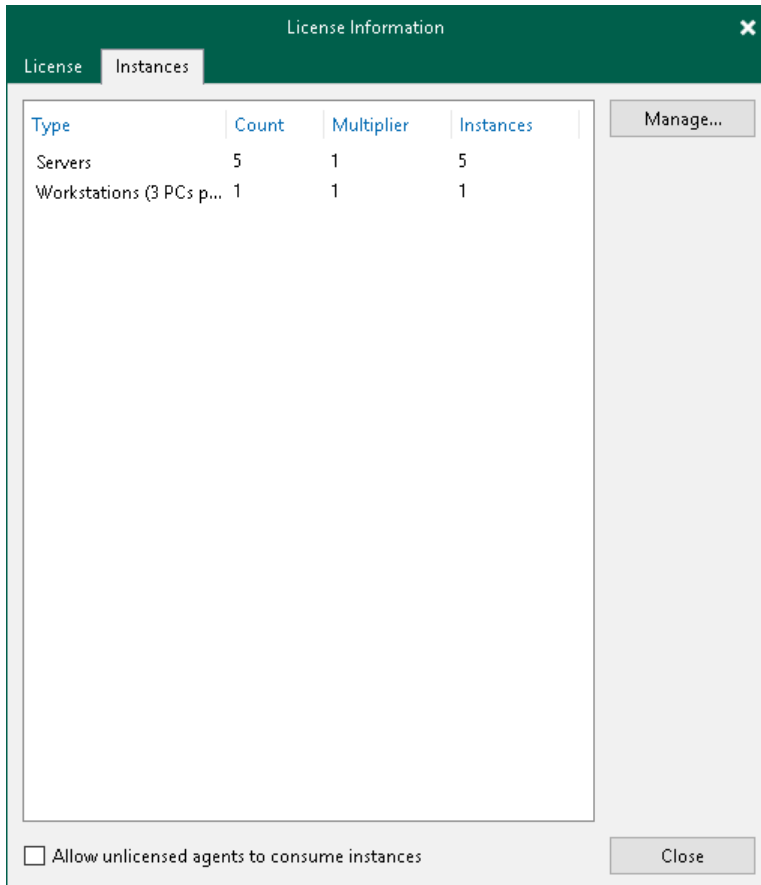 License Information
License Instances
Type Count Multiplier Instances
Manage...
Servers 5 1 5
Workstations (3 PCs p... 1 1 1
Allow unlicensed agents to consume instances
Close